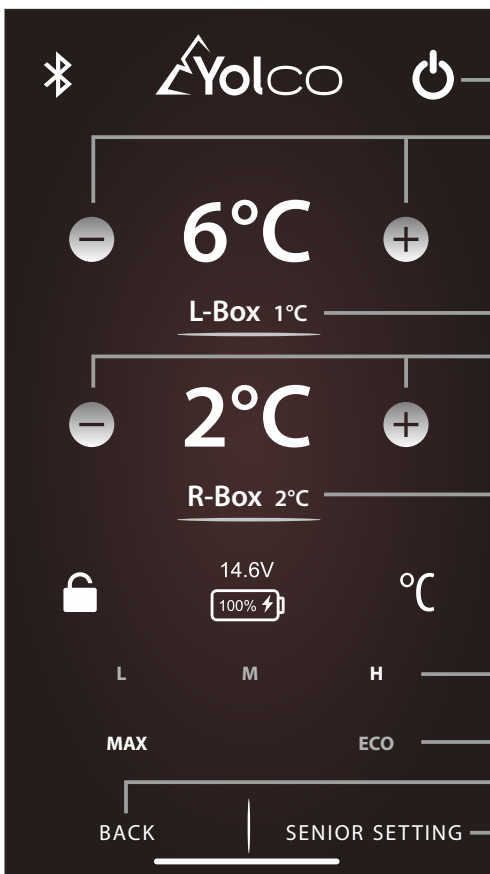 YolCO
6°C
L-Box 1°C
2°C
R-Box 2°C
14.6V
100%
°C
L M H
MAX ECO
BACK SENIOR SETTING